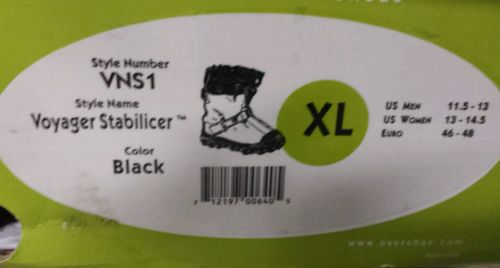 Style Number
VNS1
Style Name
Voyager Stabilicer™
Color
Black
XL
US Men 11.5 - 13
US Women 13 - 14.5
Euro 46 - 48
7 12197 00640 5
www.overshoe.com